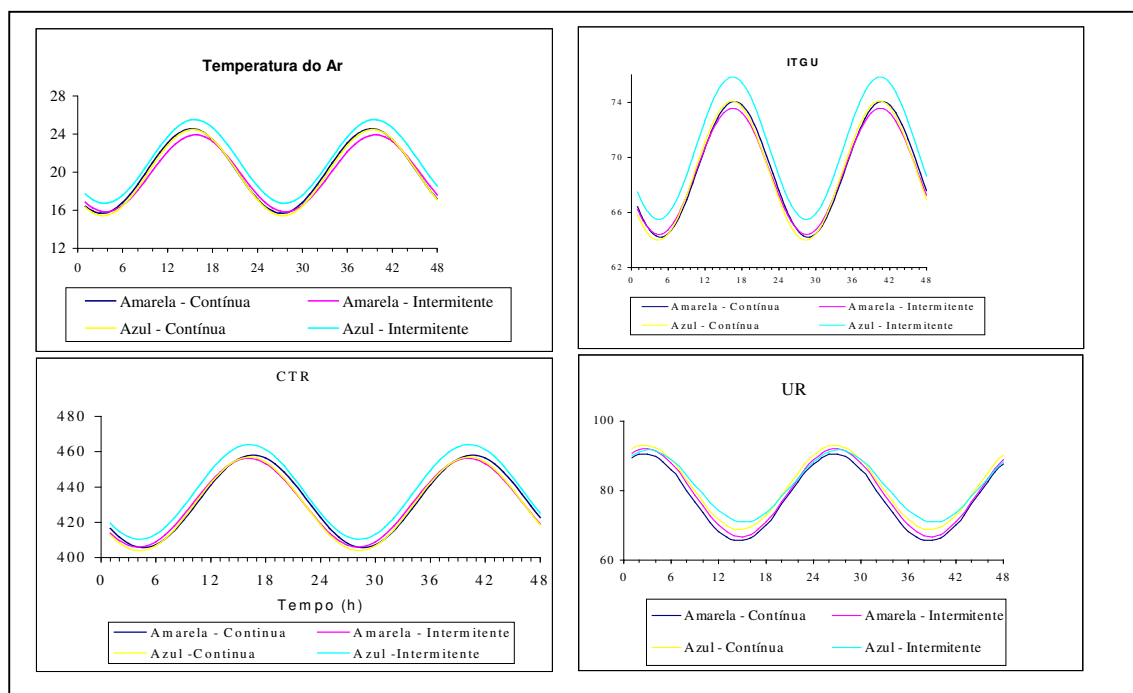 Temperatura do Ar
28
24
20
16
12
0 6 12 18 24 30 36 42 48
Amarela - Contínua Amarela - Intermitente
Azul - Contínua Azul - Intermitente
ITGU
74
70
66
62
0 6 12 18 24 30 36 42 48
Amarela - Contínua Amarela - Intermitente
Azul - Contínua Azul - Intermitente
CTR
480
460
440
420
400
0 6 12 18 24 30 36 42 48
Tempo (h)
Amarela - Continua Amarela - Intermitente
Azul -Continua Azul -Intermitente
UR
100
80
60
0 6 12 18 24 30 36 42 48
Amarela - Contínua Amarela - Intermitente
Azul - Contínua Azul - Intermitente